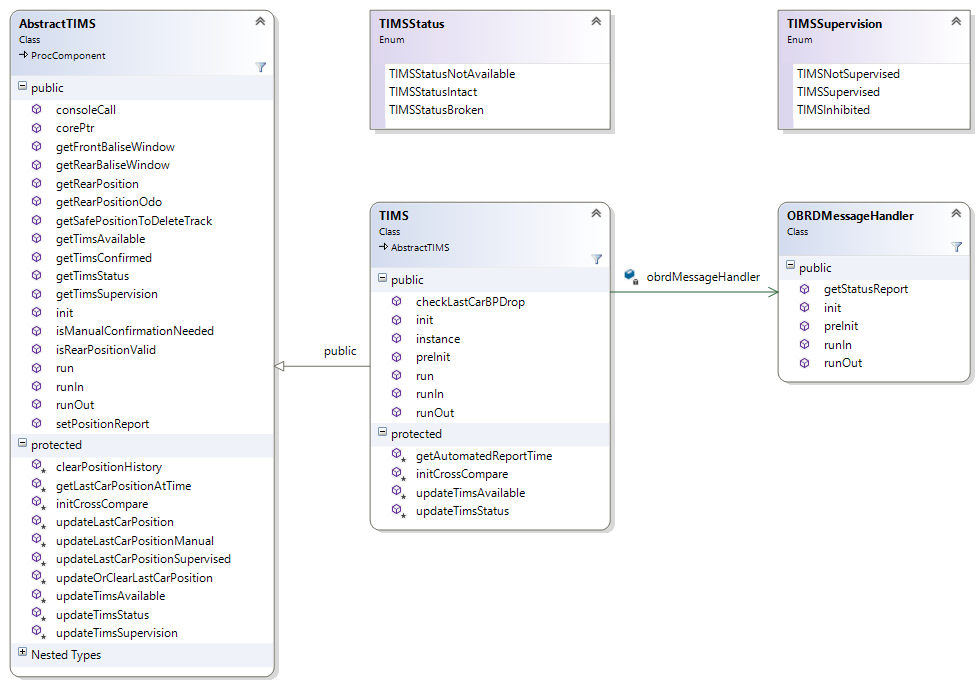 AbstractTIMS
Class
ProcComponent
public
consoleCall
corePtr
getFrontBaliseWindow
getRearBaliseWindow
getRearPosition
getRearPositionOdo
getSafePositionToDeleteTrack
getTimsAvailable
getTimsConfirmed
getTimsStatus
getTimsSupervision
init
isManualConfirmationNeeded
isRearPositionValid
run
runIn
runOut
setPositionReport
protected
clearPositionHistory
getLastCarPositionAtTime
initCrossCompare
updateLastCarPosition
updateLastCarPositionManual
updateLastCarPositionSupervised
updateOrClearLastCarPosition
updateTimsAvailable
updateTimsStatus
updateTimsSupervision
Nested Types
TIMSStatus
Enum
TIMSStatusNotAvailable
TIMSStatusIntact
TIMSStatusBroken
TIMSSupervision
Enum
TIMSNotSupervised
TIMSSupervised
TIMSInhibited
public
TIMS
Class
AbstractTIMS
public
checkLastCarBPDrop
init
instance
preInit
run
runIn
runOut
protected
getAutomatedReportTime
initCrossCompare
updateTimsAvailable
updateTimsStatus
obrdMessageHandler
OBRDMessageHandler
Class
public
getStatusReport
init
preInit
runIn
runOut